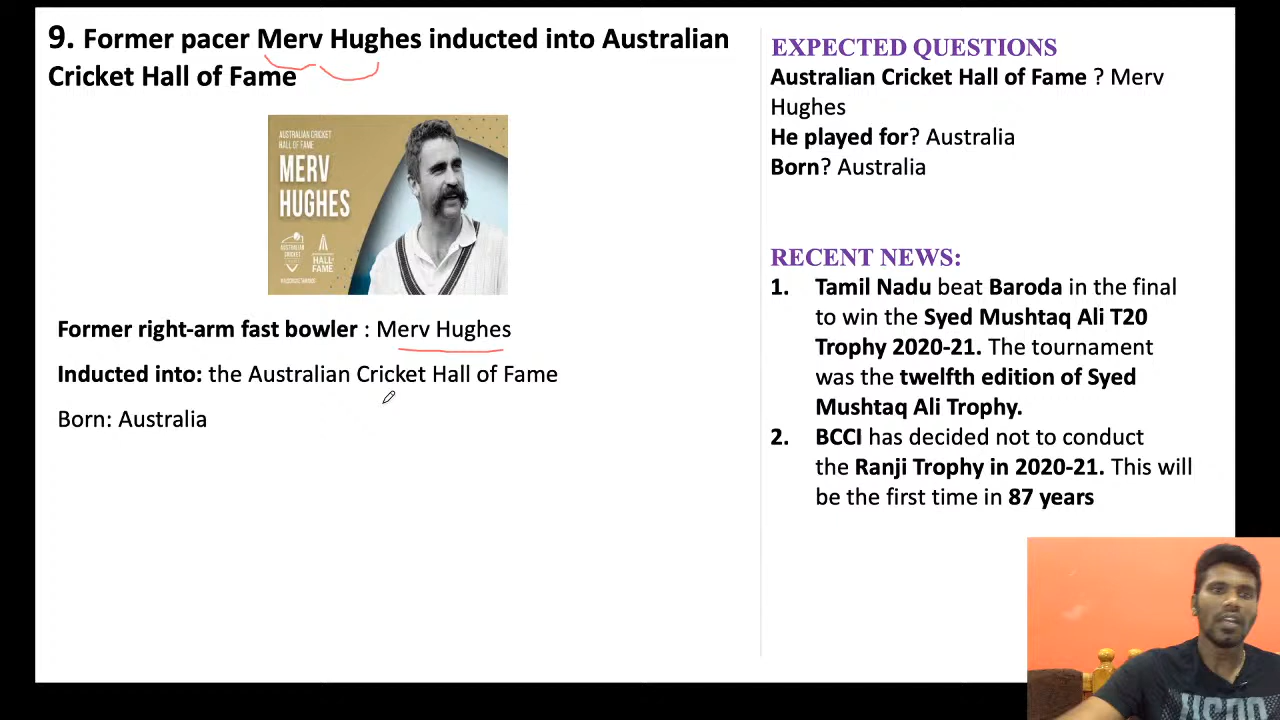 9. Former pacer Merv Hughes inducted into Australian
Cricket Hall of Fame
AUSTRALIAN CRICKET
HALL OF FAME
MERV
HUGHES
AUSTRALIAN
CRICKET
HALL OF
FAME
Former right-arm fast bowler : Merv Hughes
Inducted into: the Australian Cricket Hall of Fame
Born: Australia
EXPECTED QUESTIONS
Australian Cricket Hall of Fame ? Merv
Hughes
He played for? Australia
Born? Australia
RECENT NEWS:
1. Tamil Nadu beat Baroda in the final
to win the Syed Mushtaq Ali T20
Trophy 2020-21. The tournament
was the twelfth edition of Syed
Mushtaq Ali Trophy.
2. BCCI has decided not to conduct
the Ranji Trophy in 2020-21. This will
be the first time in 87 years